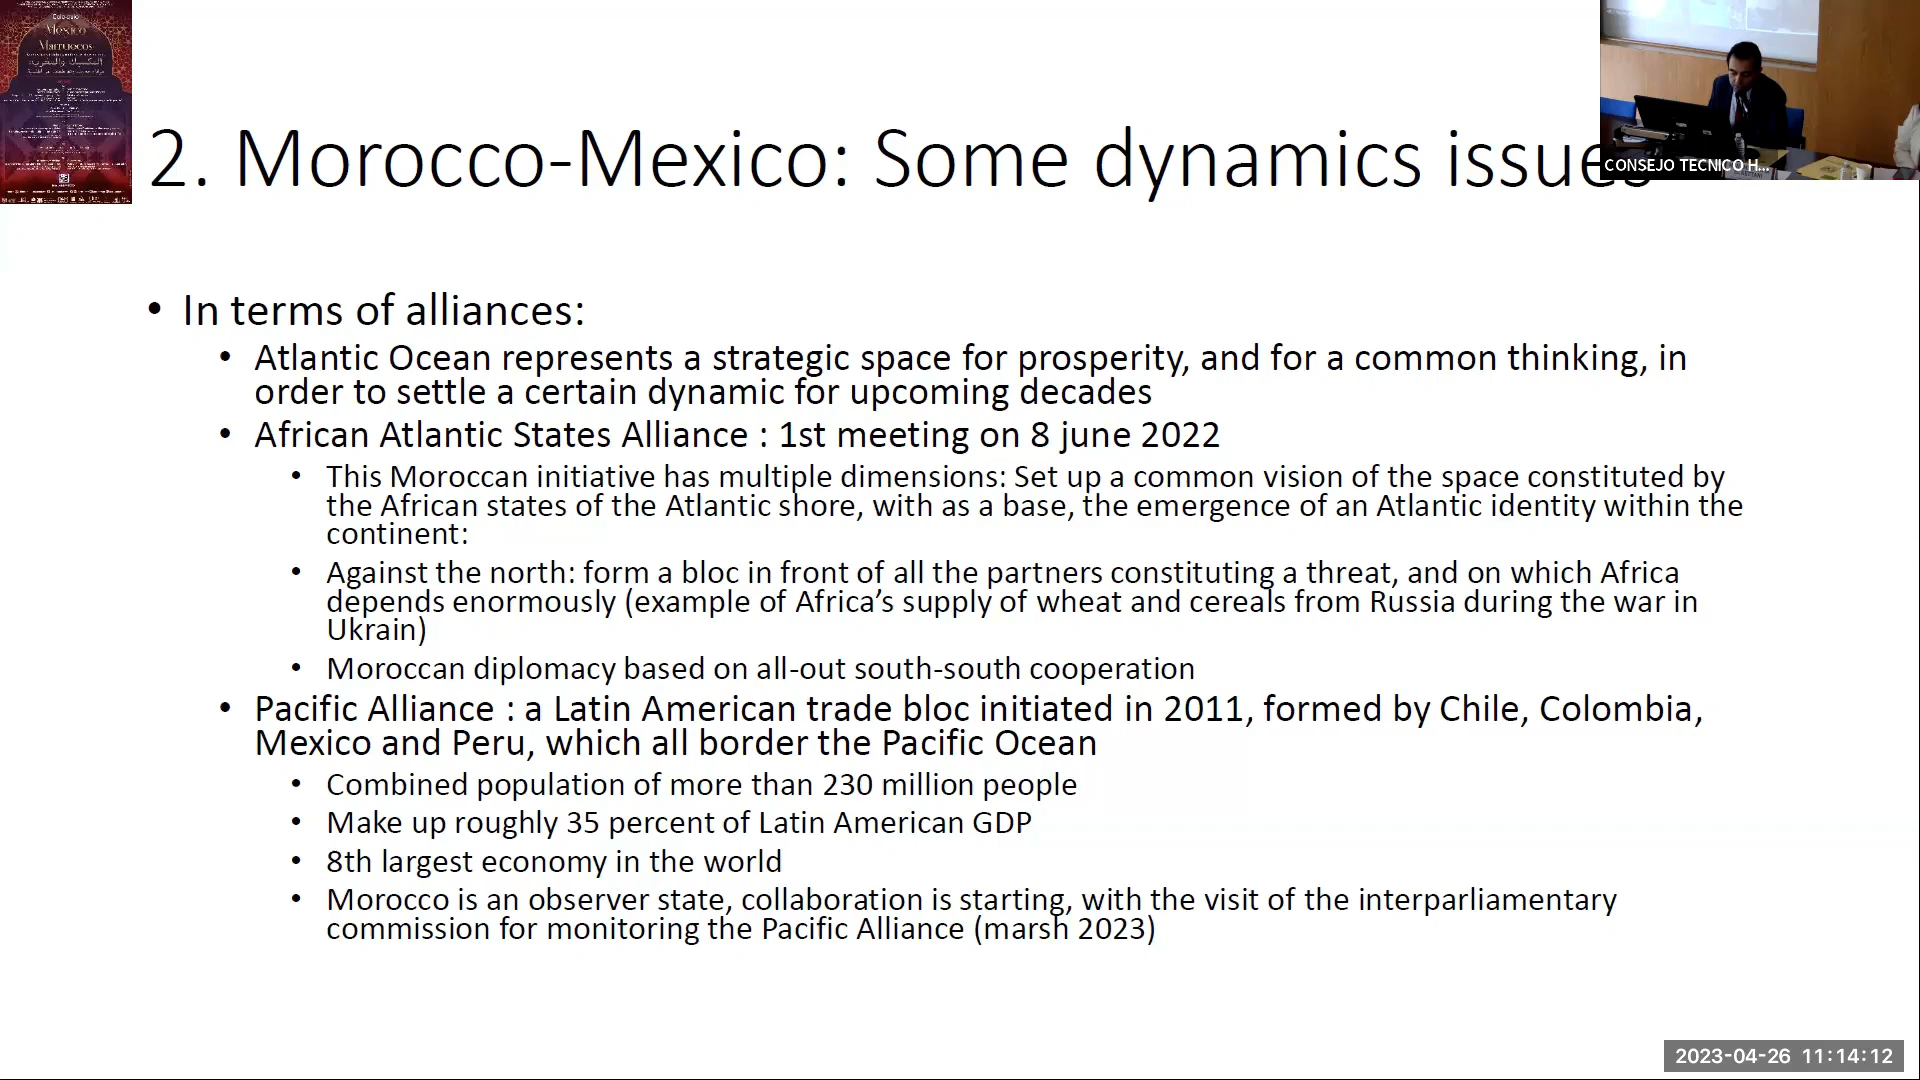 Coloquio
México
Marruecos
المكسيك والمغرب:
2. Morocco-Mexico: Some dynamics issues
CONSEJO TECNICO H...
• In terms of alliances:
• Atlantic Ocean represents a strategic space for prosperity, and for a common thinking, in
order to settle a certain dynamic for upcoming decades
• African Atlantic States Alliance : 1st meeting on 8 june 2022
• This Moroccan initiative has multiple dimensions: Set up a common vision of the space constituted by
the African states of the Atlantic shore, with as a base, the emergence of an Atlantic identity within the
continent:
• Against the north: form a bloc in front of all the partners constituting a threat, and on which Africa
depends enormously (example of Africa’s supply of wheat and cereals from Russia during the war in
Ukrain)
• Moroccan diplomacy based on all-out south-south cooperation
• Pacific Alliance : a Latin American trade bloc initiated in 2011, formed by Chile, Colombia,
Mexico and Peru, which all border the Pacific Ocean
• Combined population of more than 230 million people
• Make up roughly 35 percent of Latin American GDP
• 8th largest economy in the world
• Morocco is an observer state, collaboration is starting, with the visit of the interparliamentary
commission for monitoring the Pacific Alliance (marsh 2023)
2023-04-26 11:14:12